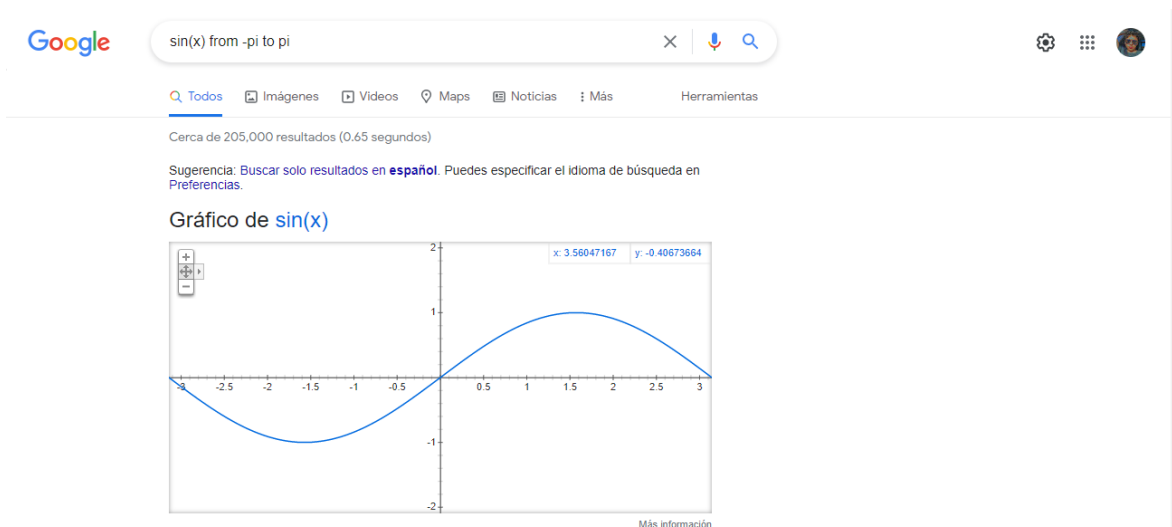 Google
sin(x) from -pi to pi
Todos Imágenes Videos Maps Noticias Más Herramientas
Cerca de 205,000 resultados (0.65 segundos)
Sugerencia: Buscar solo resultados en español. Puedes especificar el idioma de búsqueda en
Preferencias.
Gráfico de sin(x)
x: 3.56047167 y: -0.40673664
2
1
-3 -2.5 -2 -1.5 -1 -0.5 0.5 1 1.5 2 2.5 3
-1
-2
Más información